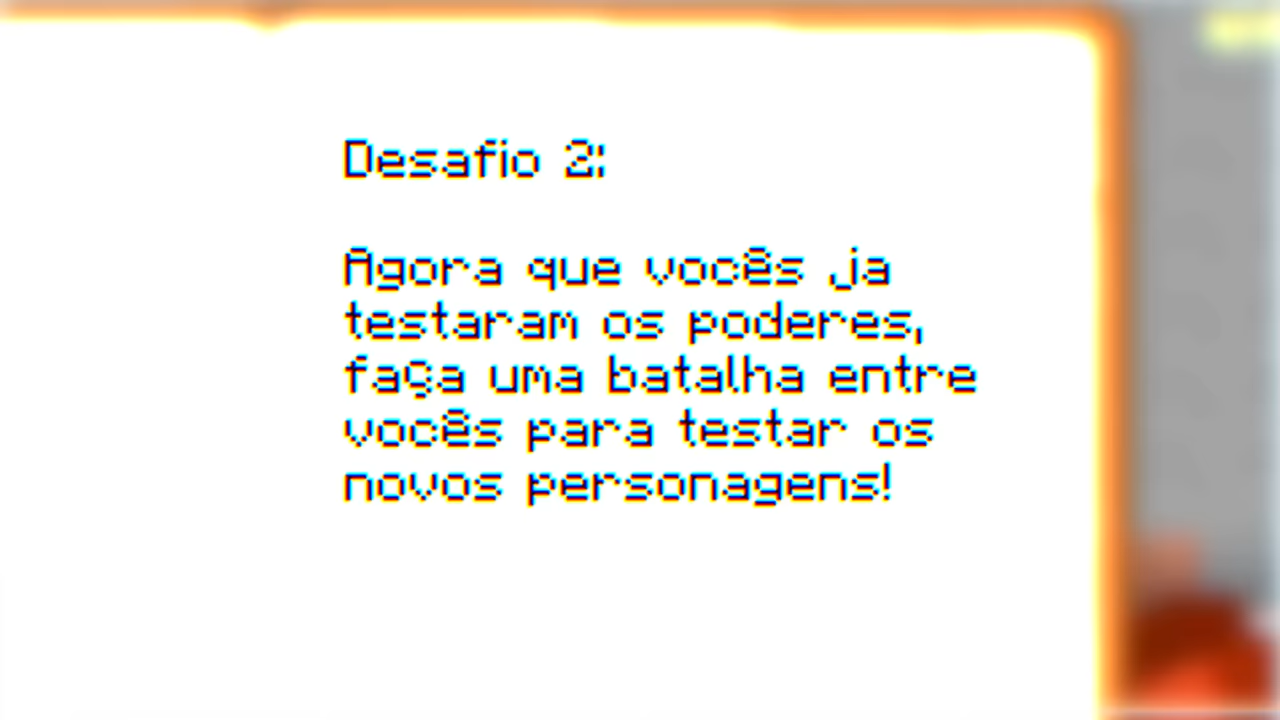 Desafio 2:
Agora que vocês ja
testaram os poderes,
faça uma batalha entre
vocês para testar os
novos personagens!